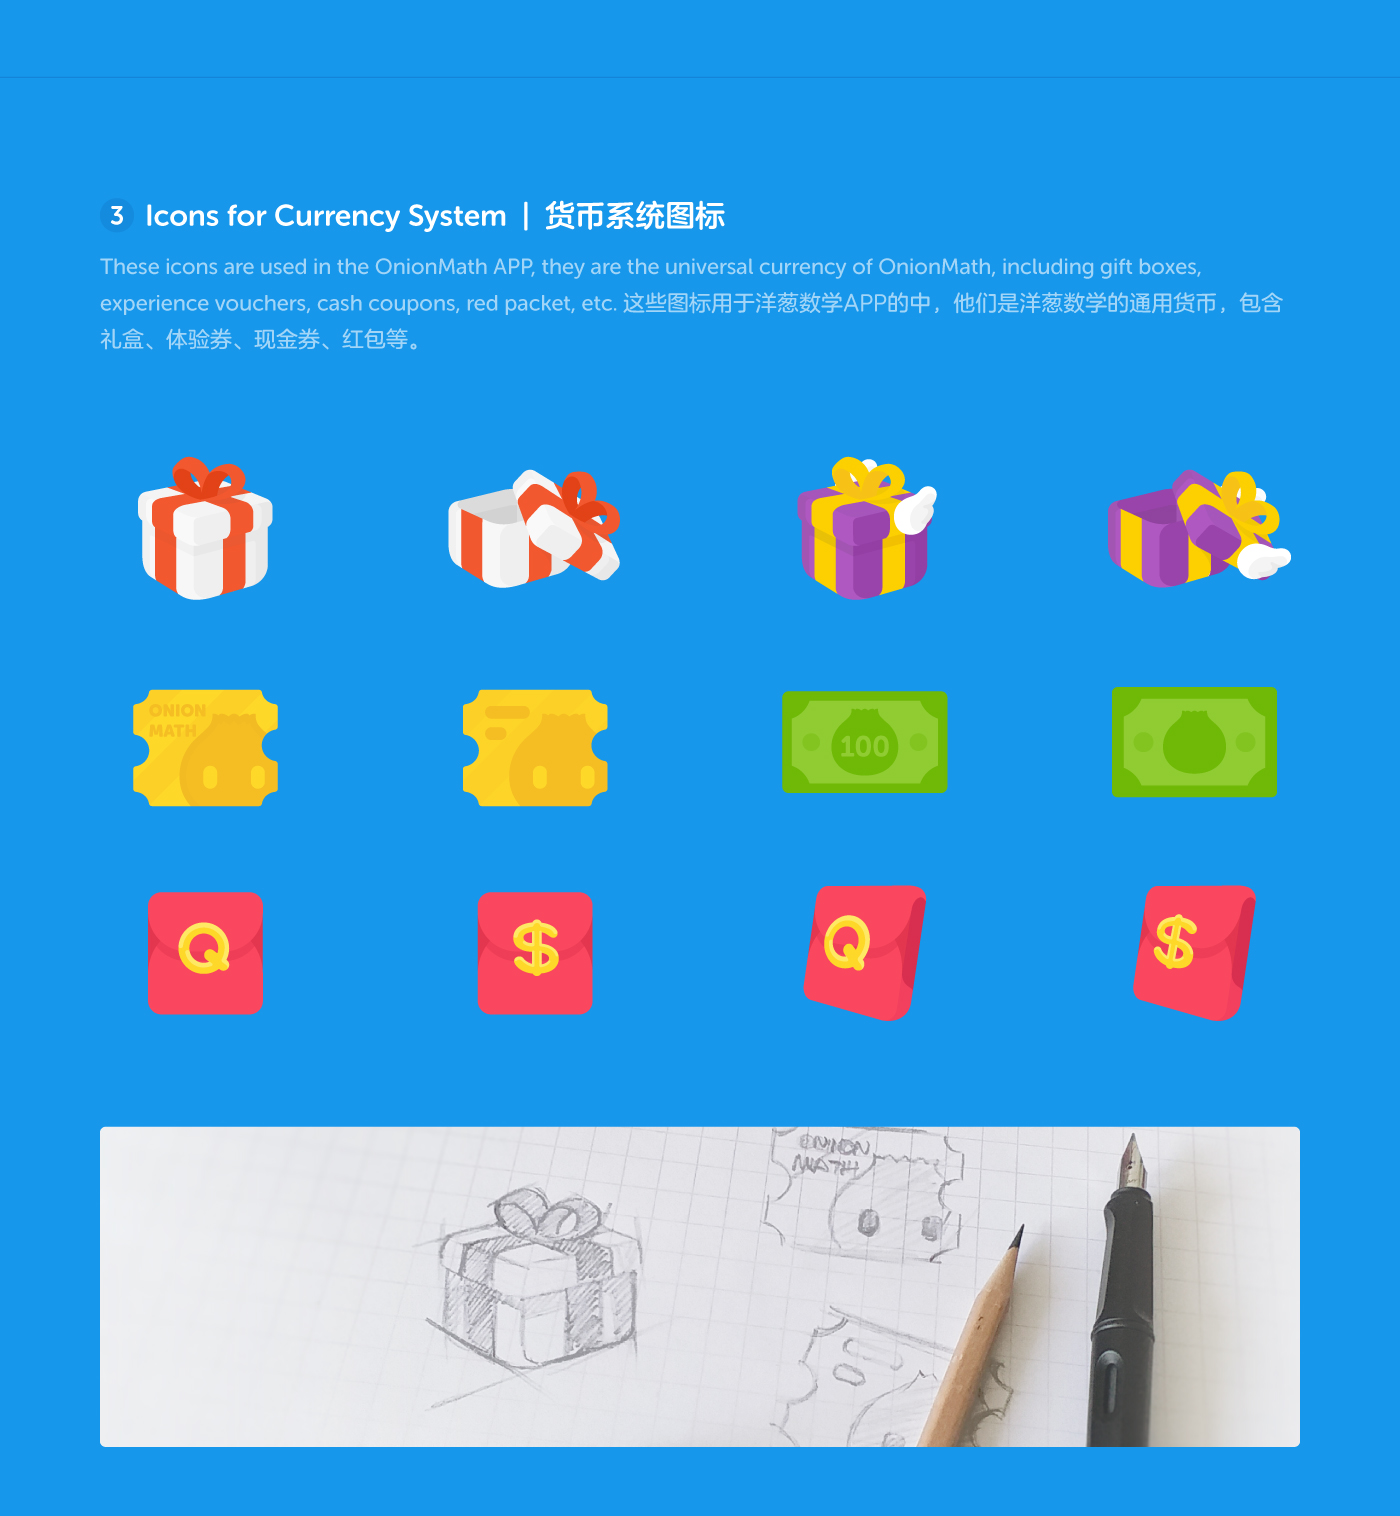 3 Icons for Currency System | 货币系统图标
These icons are used in the OnionMath APP, they are the universal currency of OnionMath, including gift boxes,
experience vouchers, cash coupons, red packet, etc. 这些图标用于洋葱数学APP的中，他们是洋葱数学的通用货币，包含
礼盒、体验券、现金券、红包等。
ONION
MATH
100
Q
$
Q
$
ONION
MATH